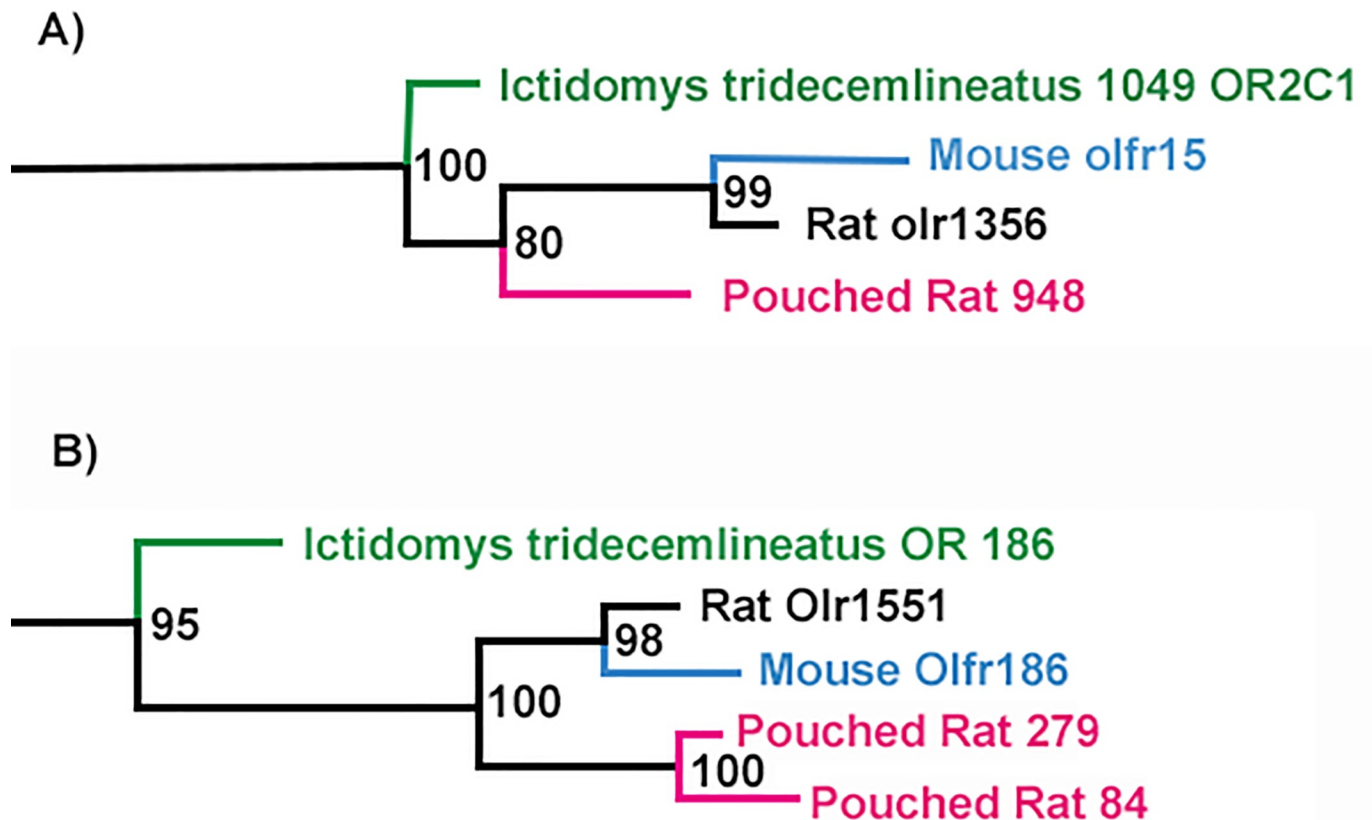 A)
Ictidomys tridecemlineatus 1049 OR2C1
100
Mouse olfr15
99
Rat olr1356
80
Pouched Rat 948
B)
Ictidomys tridecemlineatus OR 186
95
Rat Olr1551
98
Mouse Olfr186
100
Pouched Rat 279
100
Pouched Rat 84